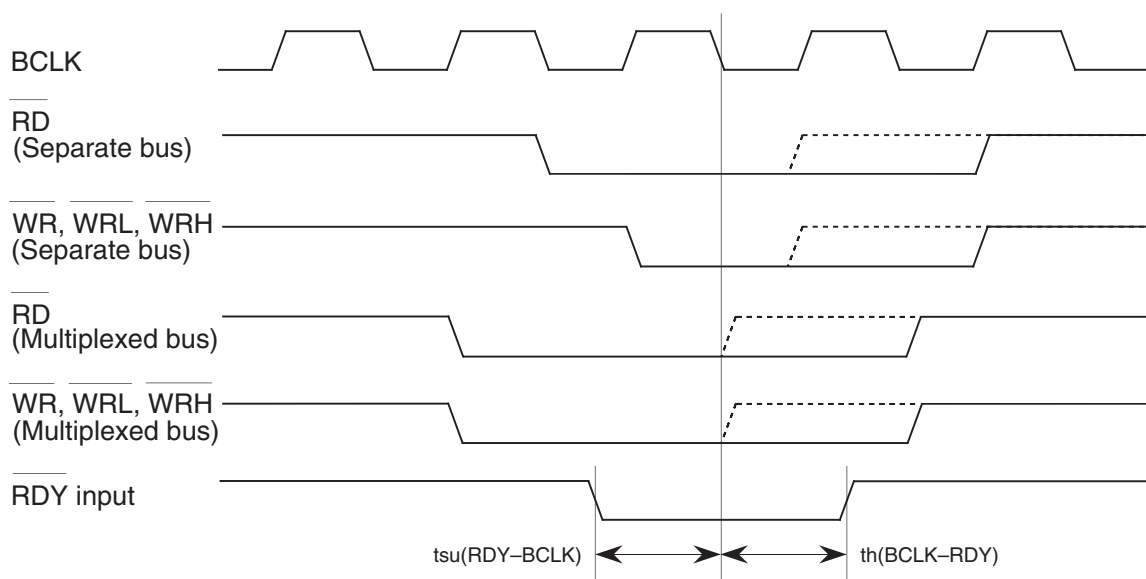 BCLK
RD
(Separate bus)
WR, WRL, WRH
(Separate bus)
RD
(Multiplexed bus)
WR, WRL, WRH
(Multiplexed bus)
RDY input
tsu(RDY–BCLK)
th(BCLK–RDY)